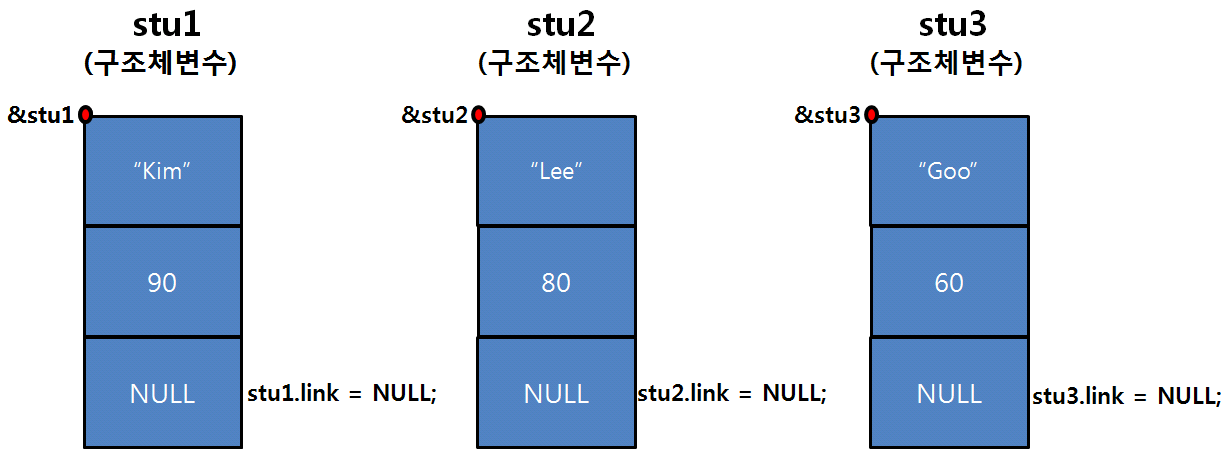 stu1
(구조체변수)
stu2
(구조체변수)
stu3
(구조체변수)
&stu1
"Kim"
90
NULL
stu1.link = NULL;
&stu2
"Lee"
80
NULL
stu2.link = NULL;
&stu3
"Goo"
60
NULL
stu3.link = NULL;